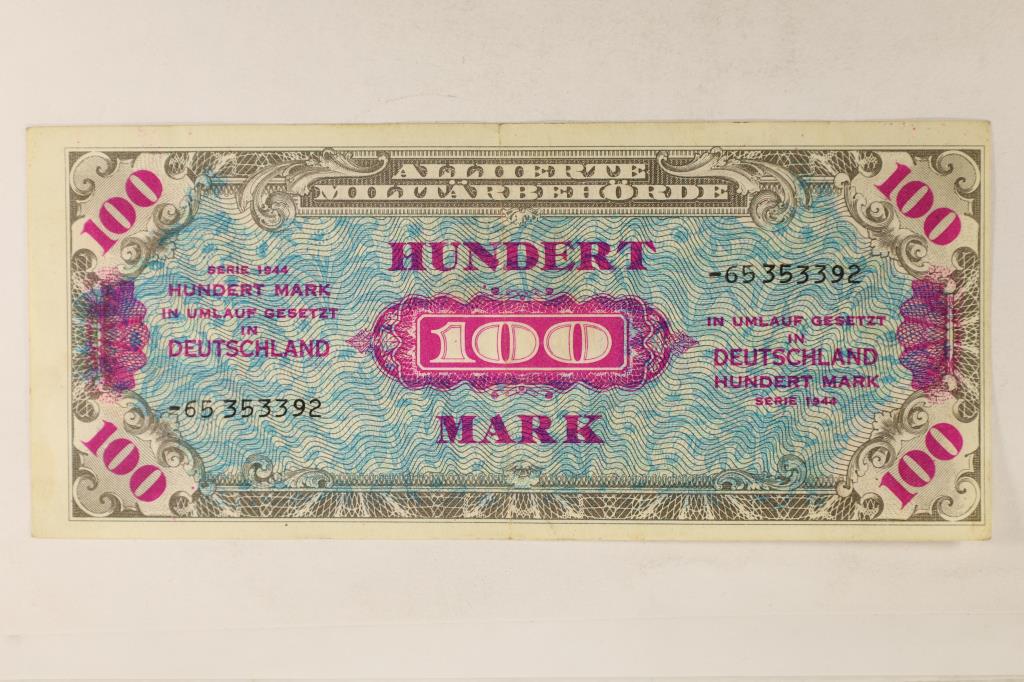 100
ALLIIERTE
MILITÄRBEHÖRDE
100
HUNDERT
SERIE 1944
HUNDERT MARK
IN UMLAUF GESETZT
IN
DEUTSCHLAND
-65353392
100
-65353392
IN UMLAUF GESETZT
IN
DEUTSCHLAND
HUNDERT MARK
SERIE 1944
MARK
100
100